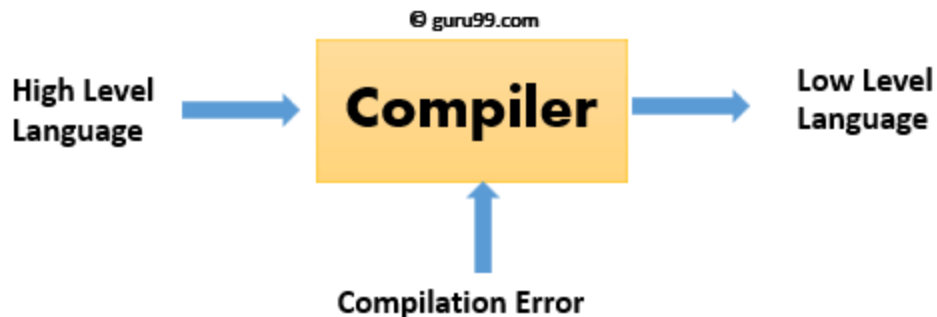 © guru99.com
High Level
Language
Compiler
Low Level
Language
Compilation Error